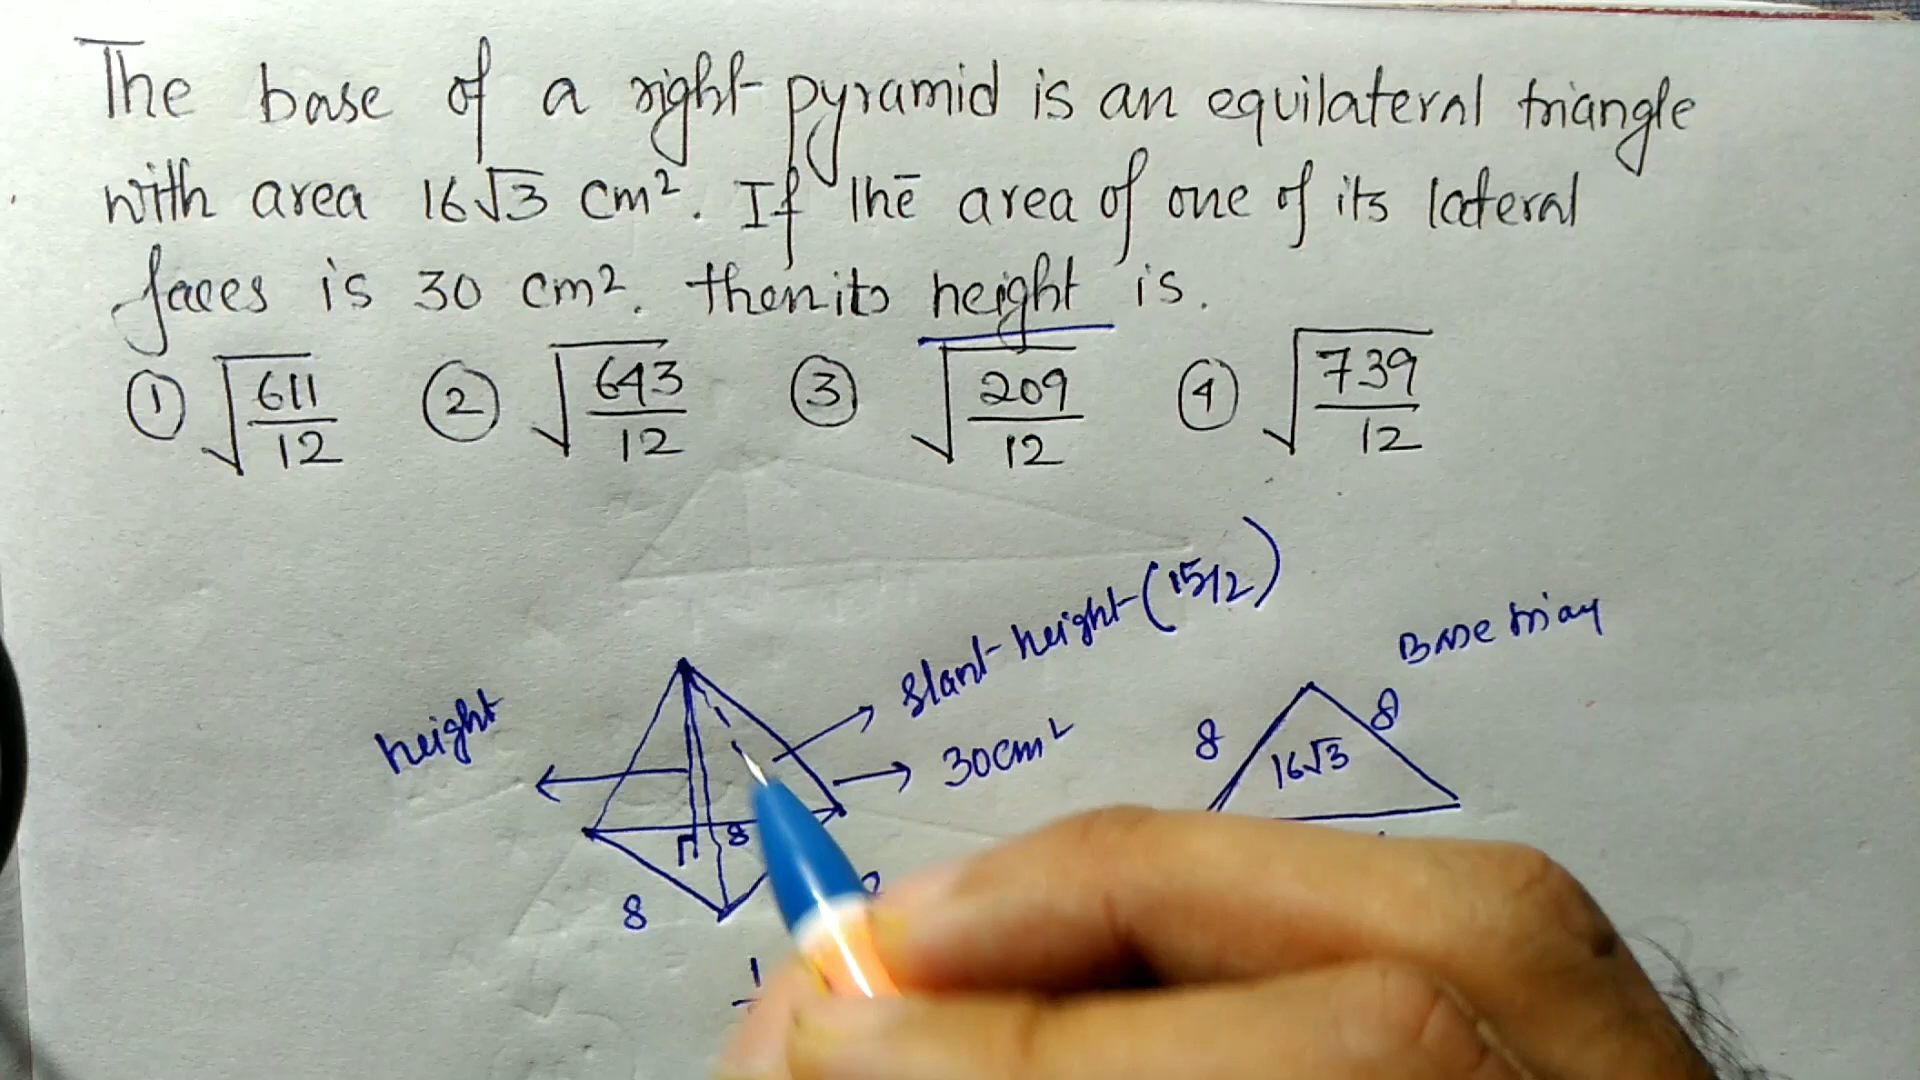 The base of a right pyramid is an equilateral triangle
with area 16√3 cm². If the area of one of its lateral
faces is 30 cm². then its height is.
① √(611/12) ② √(643/12) ③ √(209/12) ④ √(739/12)
slant height (15/2)
Base
height
30cm²
8
8
16√3
8
8
1